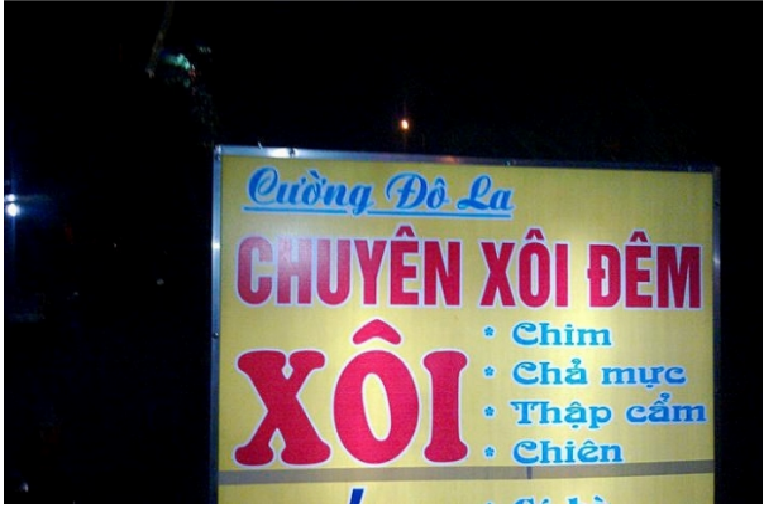 Cường Đô La
CHUYÊN XÔI ĐÊM
XÔI
* Chim
* Chả mực
* Thập cẩm
* Chiên